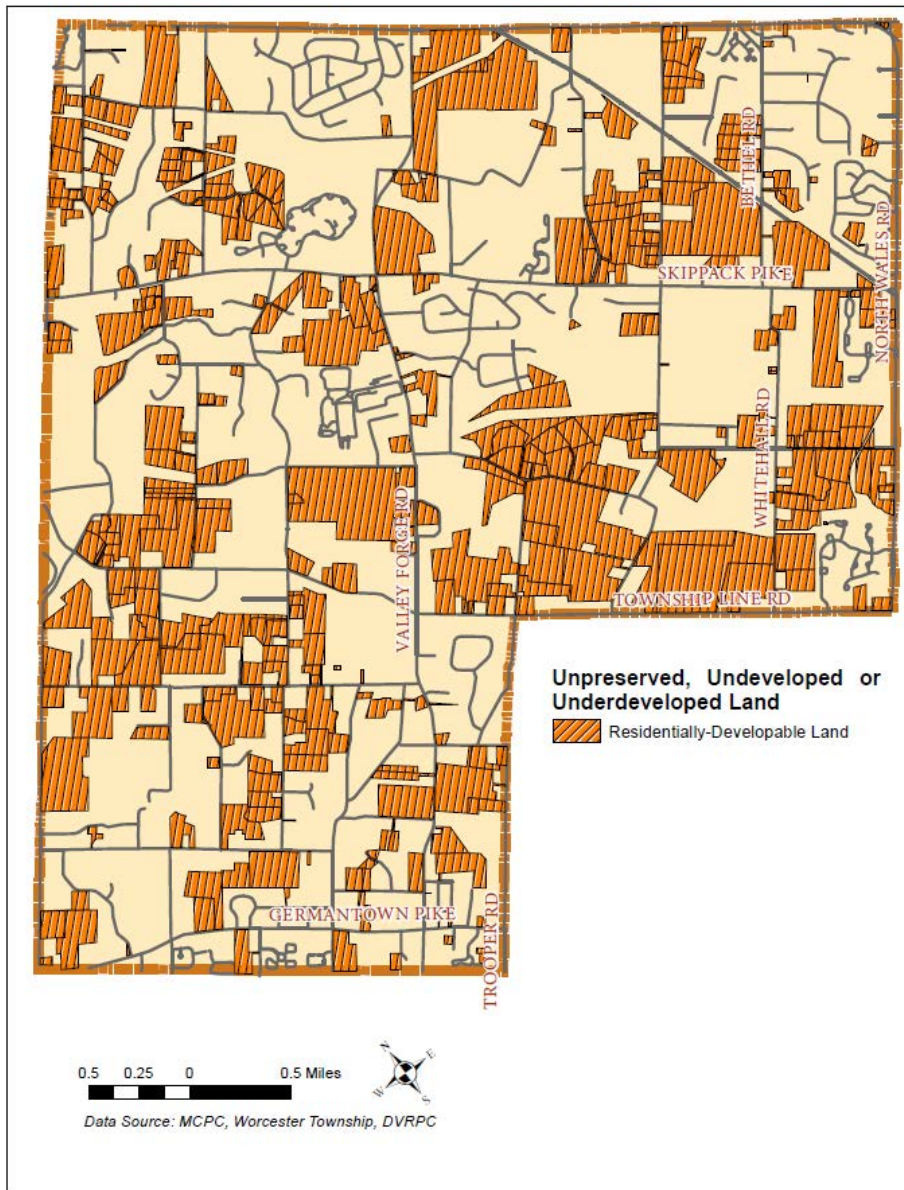 BETHEL RD
NORTH WALES RD
SKIPPACK PIKE
WHITEHALL RD
VALLEY FORGE RD
TOWNSHIP LINE RD
Unpreserved, Undeveloped or
Underdeveloped Land
Residentially-Developable Land
GERMANTOWN PIKE
TROOPER RD
0.5 0.25 0 0.5 Miles
N
E
W
S
Data Source: MCPC, Worcester Township, DVRPC